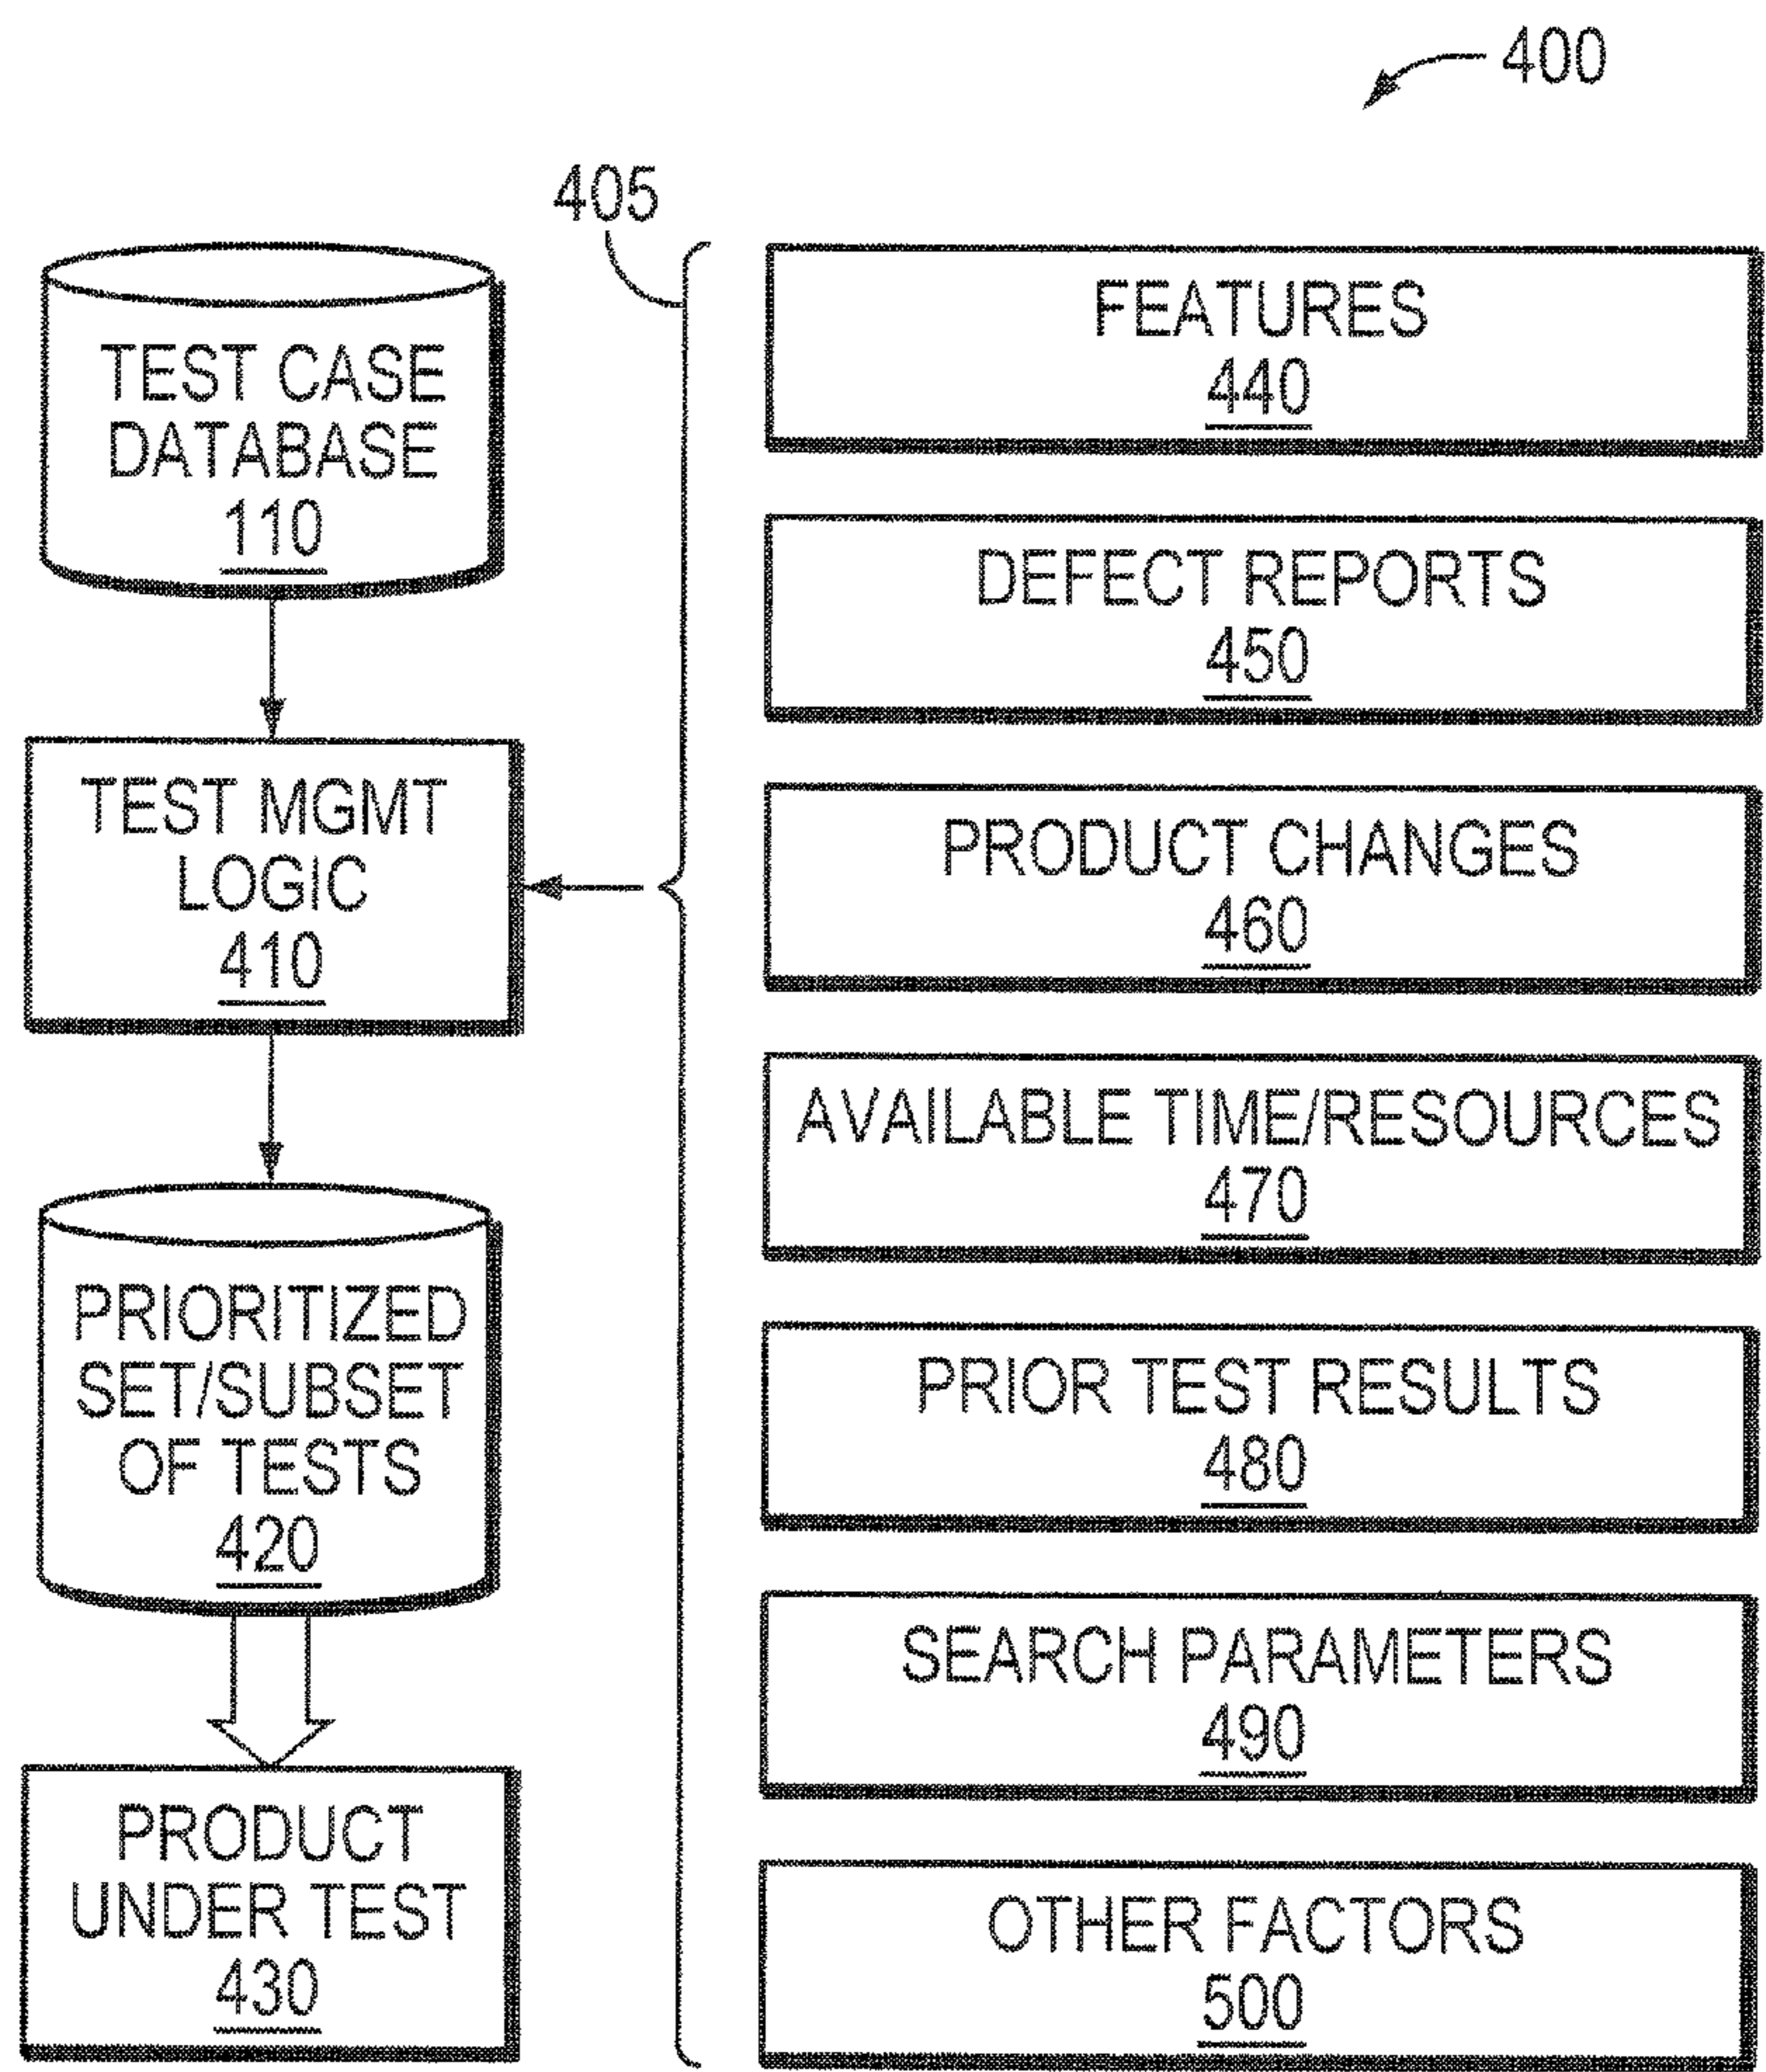 400
405
TEST CASE
DATABASE
110
TEST MGMT
LOGIC
410
PRIORITIZED
SET/SUBSET
OF TESTS
420
PRODUCT
UNDER TEST
430
FEATURES
440
DEFECT REPORTS
450
PRODUCT CHANGES
460
AVAILABLE TIME/RESOURCES
470
PRIOR TEST RESULTS
480
SEARCH PARAMETERS
490
OTHER FACTORS
500